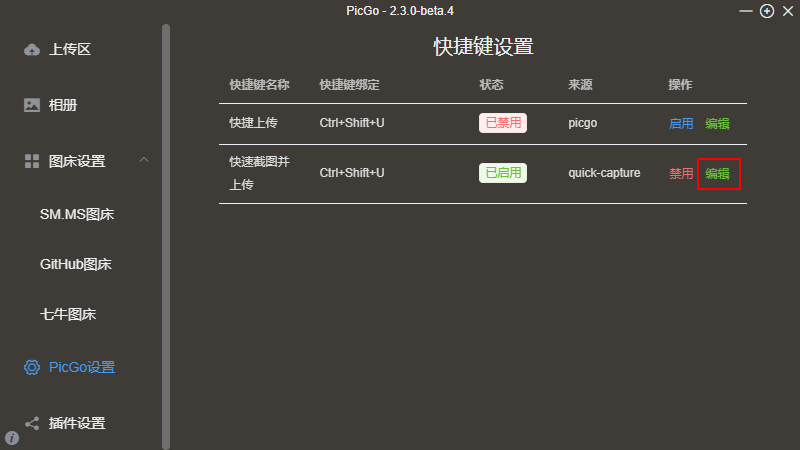 PicGo - 2.3.0-beta.4
上传区
相册
图床设置
SM.MS图床
GitHub图床
七牛图床
PicGo设置
插件设置
快捷键设置
快捷键名称 快捷键绑定 状态 来源 操作
快捷上传 Ctrl+Shift+U 已禁用 picgo 启用 编辑
快速截图并
上传 Ctrl+Shift+U 已启用 quick-capture 禁用 编辑